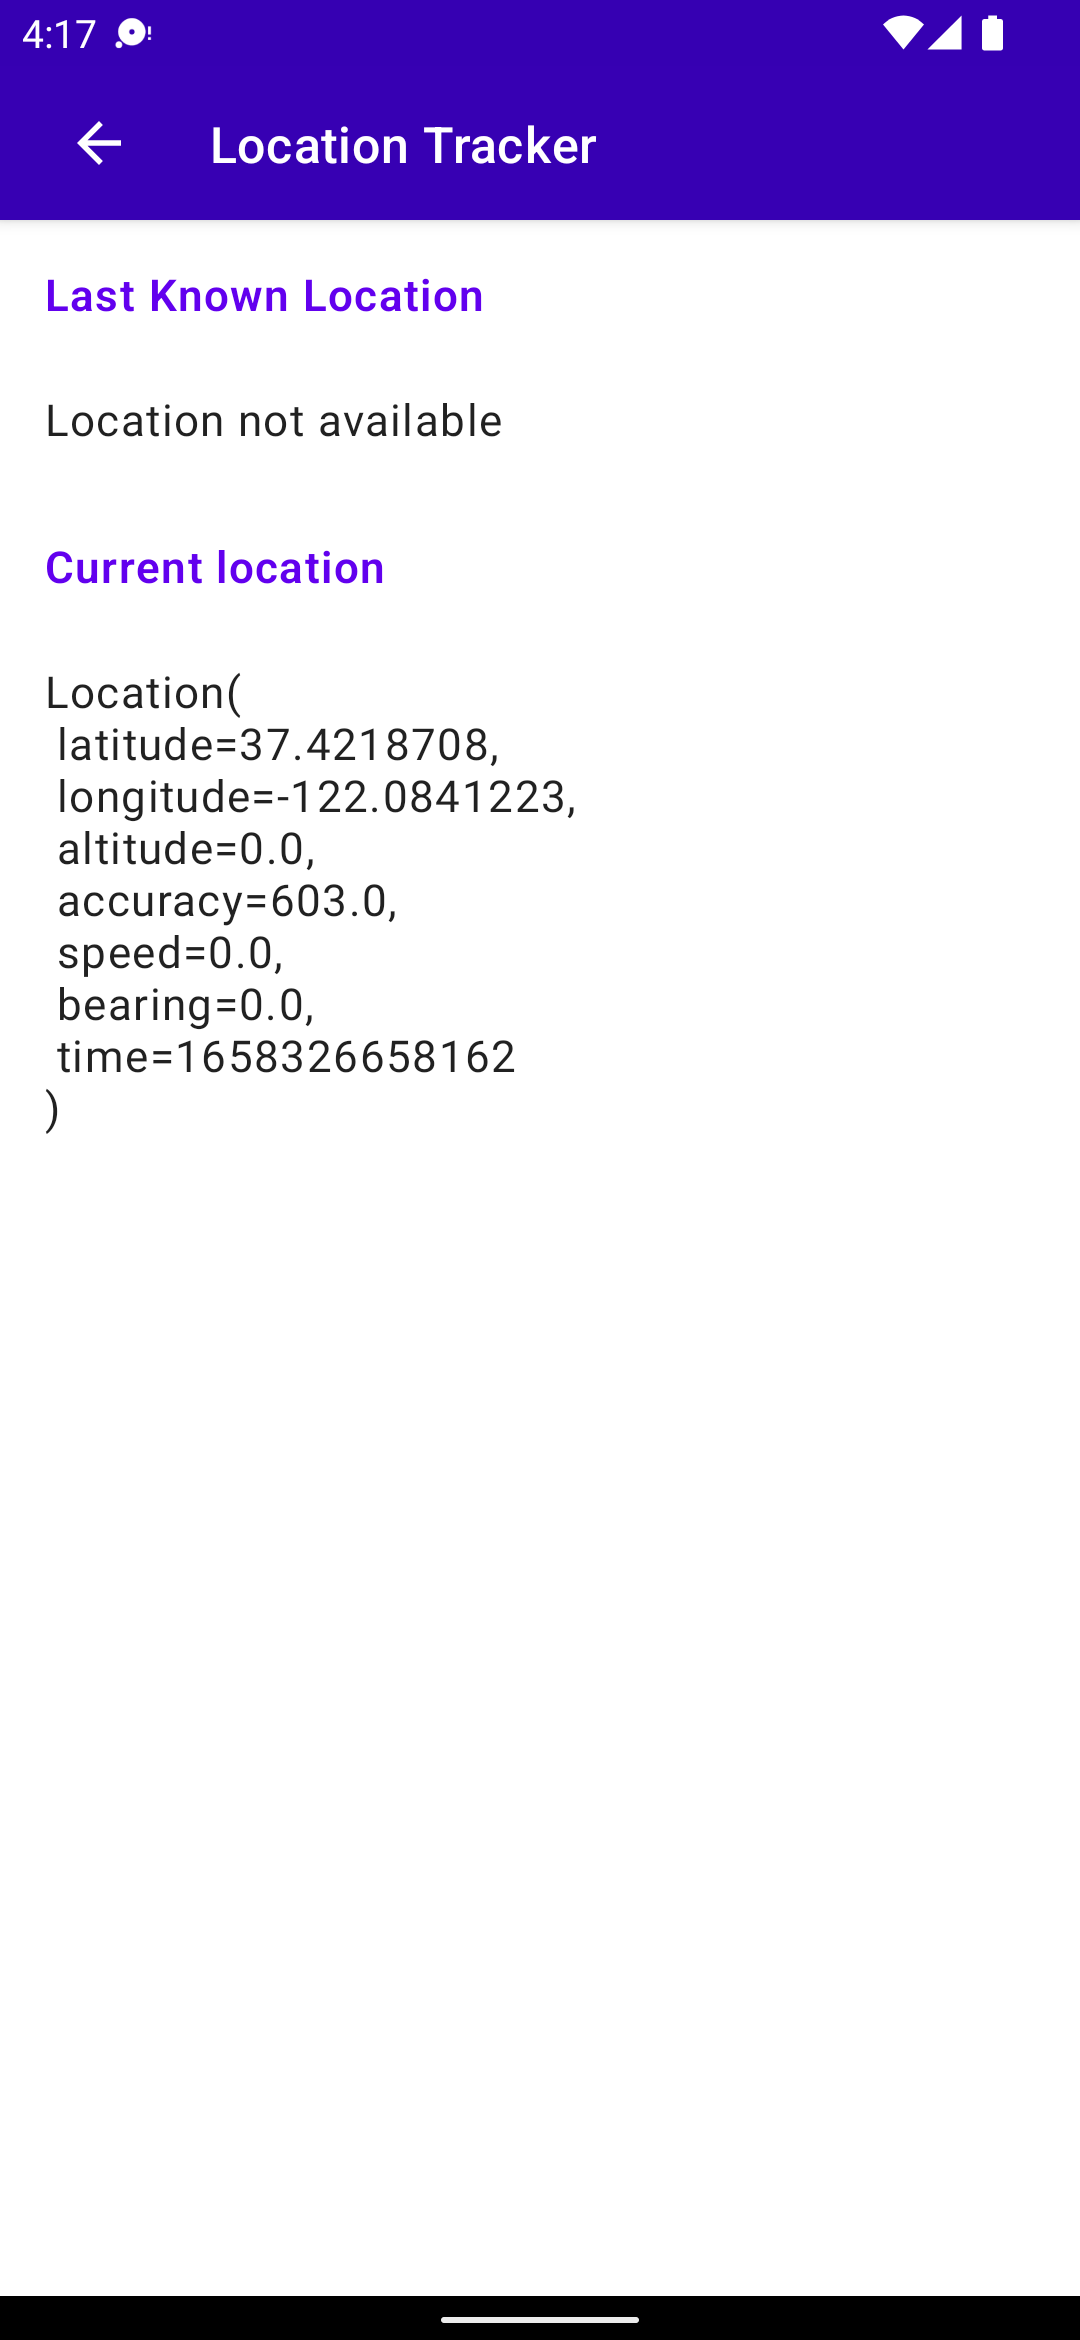 4:17
Location Tracker
Last Known Location
Location not available
Current location
Location(
latitude=37.4218708,
longitude=-122.0841223,
altitude=0.0,
accuracy=603.0,
speed=0.0,
bearing=0.0,
time=1658326658162
)